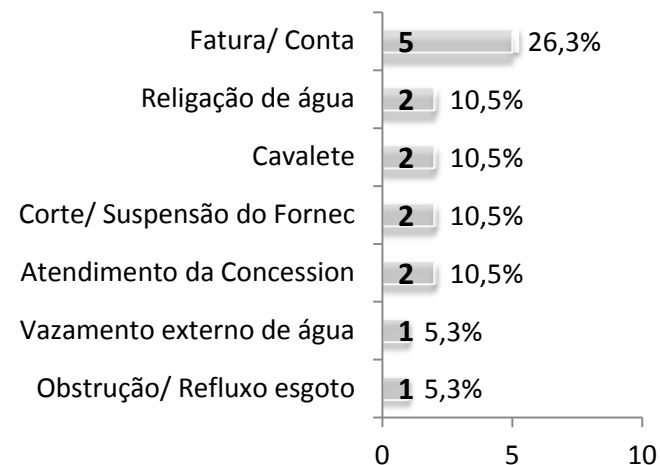 Fatura/ Conta 5 26,3%
Religação de água 2 10,5%
Cavalete 2 10,5%
Corte/ Suspensão do Fornec 2 10,5%
Atendimento da Concession 2 10,5%
Vazamento externo de água 1 5,3%
Obstrução/ Refluxo esgoto 1 5,3%
0 5 10